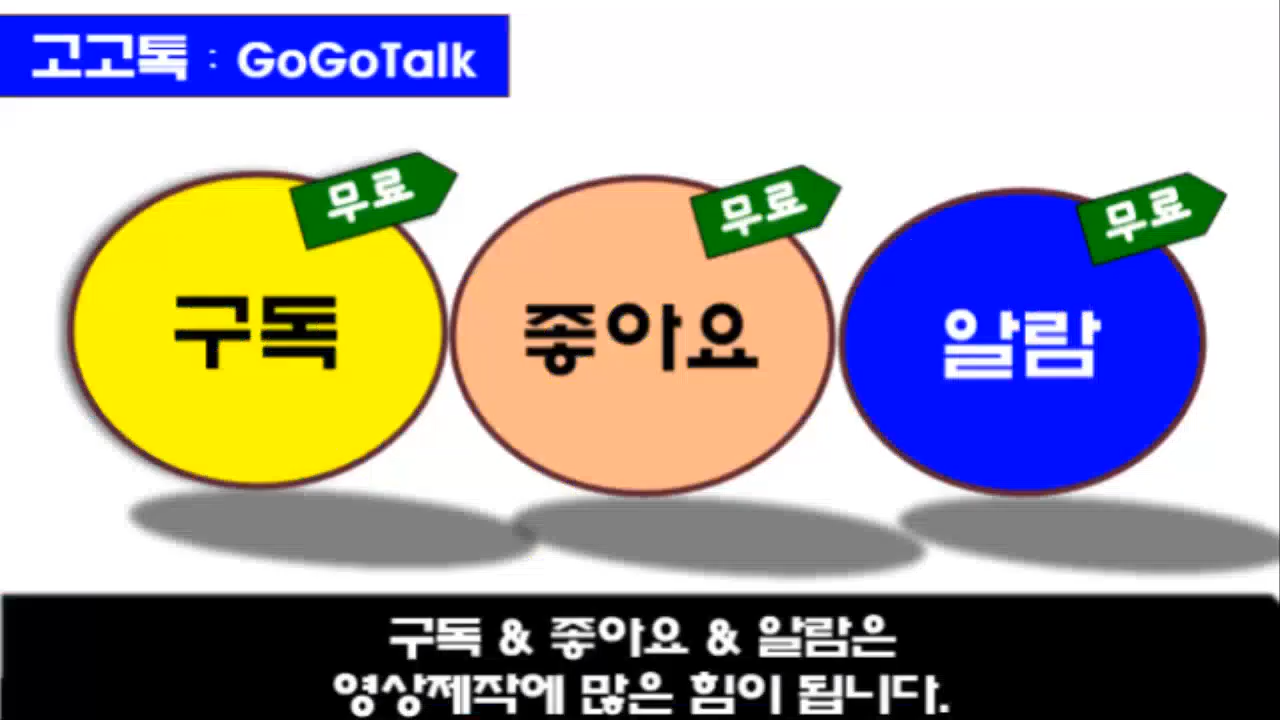 고고톡 : GoGoTalk
무료
무료
무료
구독
좋아요
알람
구독 & 좋아요 & 알람은
영상제작에 많은 힘이 됩니다.